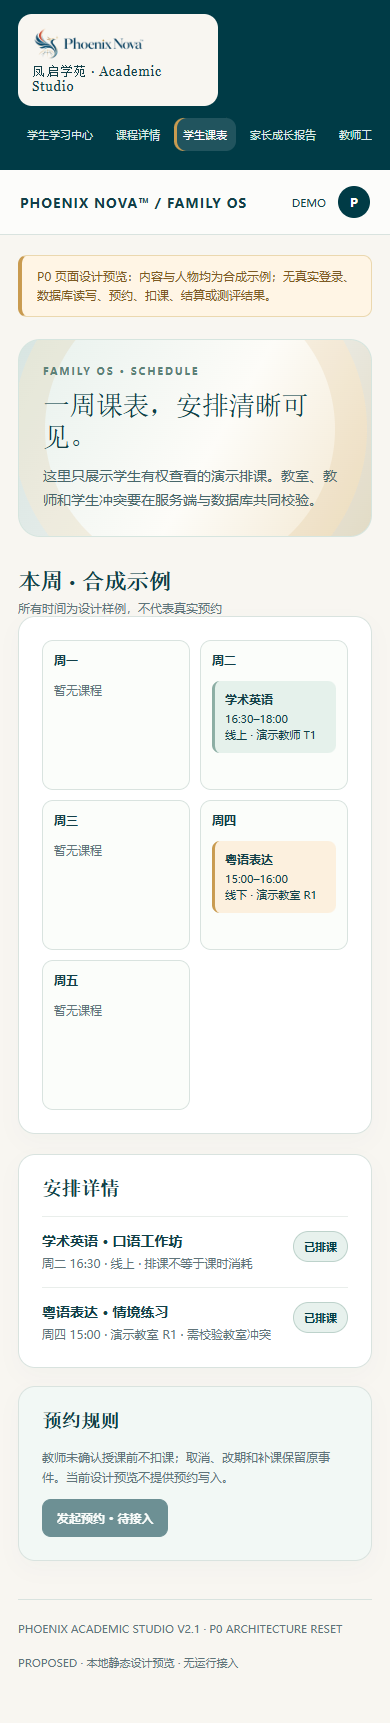 Phoenix Nova™
凤启学苑 · Academic
Studio
学生学习中心 课程详情 学生课表 家长成长报告 教师工
PHOENIX NOVA™ / FAMILY OS DEMO P
P0 页面设计预览：内容与人物均为合成示例；无真实登录、
数据库读写、预约、扣课、结算或测评结果。
FAMILY OS • SCHEDULE
一周课表，安排清晰可
见。
这里只展示学生有权查看的演示排课。教室、教
师和学生冲突要在服务端与数据库共同校验。
本周 · 合成示例
所有时间为设计样例，不代表真实预约
周一
暂无课程
周二
学术英语
16:30–18:00
线上 · 演示教师 T1
周三
暂无课程
周四
粤语表达
15:00–16:00
线下 · 演示教室 R1
周五
暂无课程
安排详情
学术英语 • 口语工作坊
周二 16:30 · 线上 · 排课不等于课时消耗
已排课
粤语表达 • 情境练习
周四 15:00 · 演示教室 R1 · 需校验教室冲突
已排课
预约规则
教师未确认授课前不扣课；取消、改期和补课保留原事
件。当前设计预览不提供预约写入。
发起预约 • 待接入
PHOENIX ACADEMIC STUDIO V2.1 · P0 ARCHITECTURE RESET
PROPOSED · 本地静态设计预览 · 无运行接入